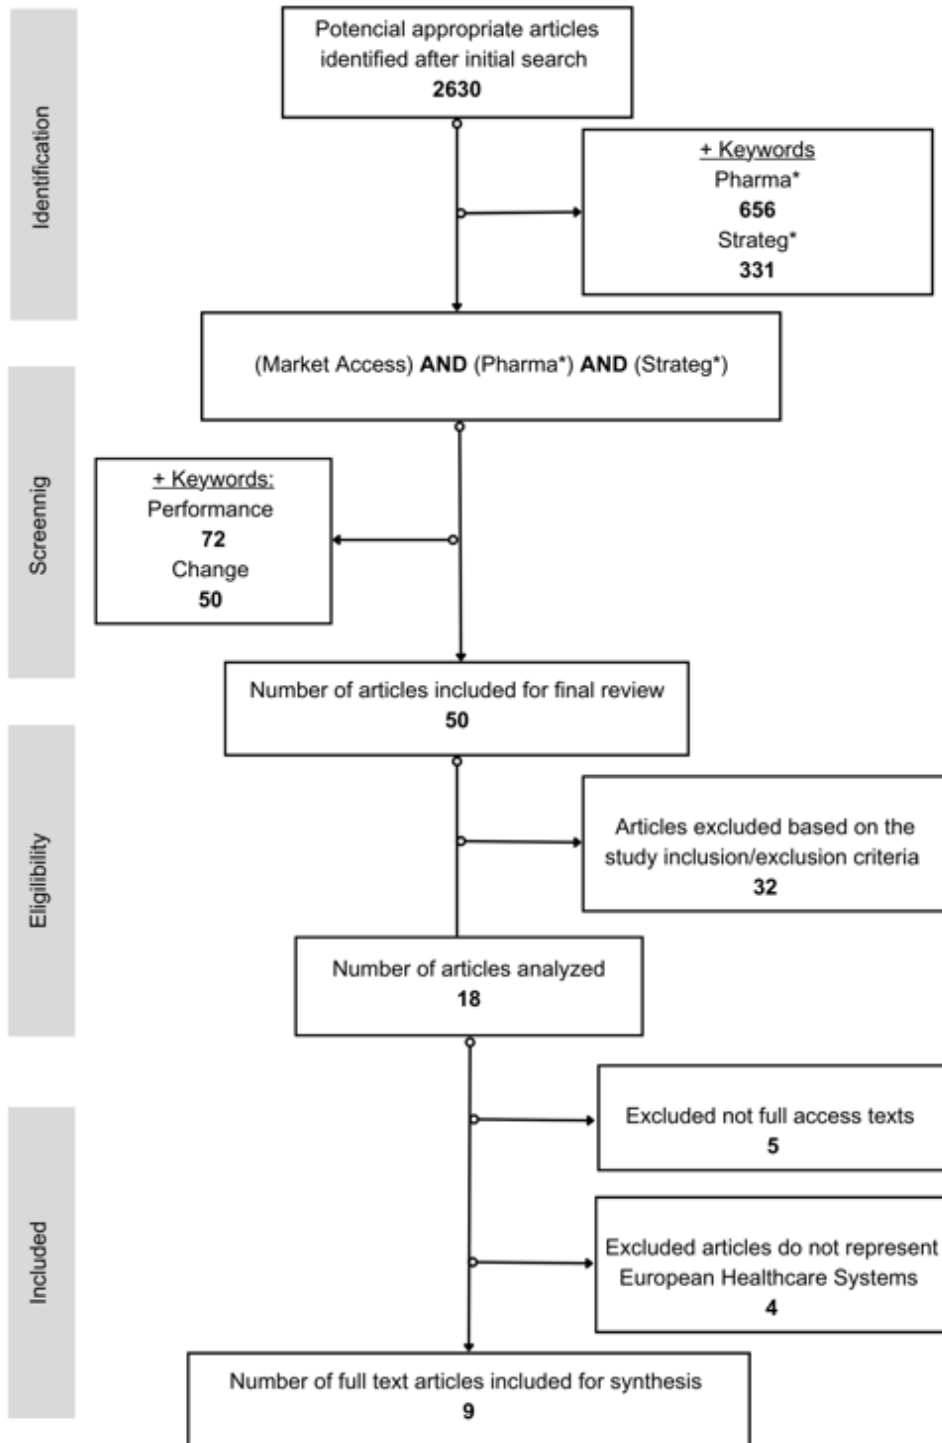 Identification
Potencial appropriate articles
identified after initial search
2630
+ Keywords
Pharma*
656
Strateg*
331
(Market Access) AND (Pharma*) AND (Strateg*)
Screennig
+ Keywords:
Performance
72
Change
50
Number of articles included for final review
50
Eligilibility
Articles excluded based on the
study inclusion/exclusion criteria
32
Number of articles analyzed
18
Included
Excluded not full access texts
5
Excluded articles do not represent
European Healthcare Systems
4
Number of full text articles included for synthesis
9